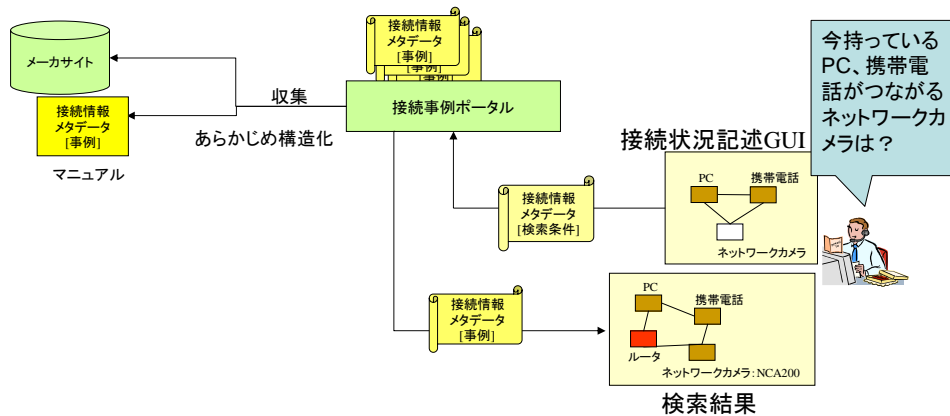 メーカサイト
接続情報
メタデータ
[事例]
マニュアル
収集
あらかじめ構造化
接続情報
メタデータ
[事例]
[事例]
接続事例ポータル
接続情報
メタデータ
[検索条件]
接続情報
メタデータ
[事例]
接続状況記述GUI
PC
携帯電話
ネットワークカメラ
PC
携帯電話
ルータ
ネットワークカメラ:NCA200
検索結果
今持っている
PC、携帯電
話がつながる
ネットワークカ
メラは?